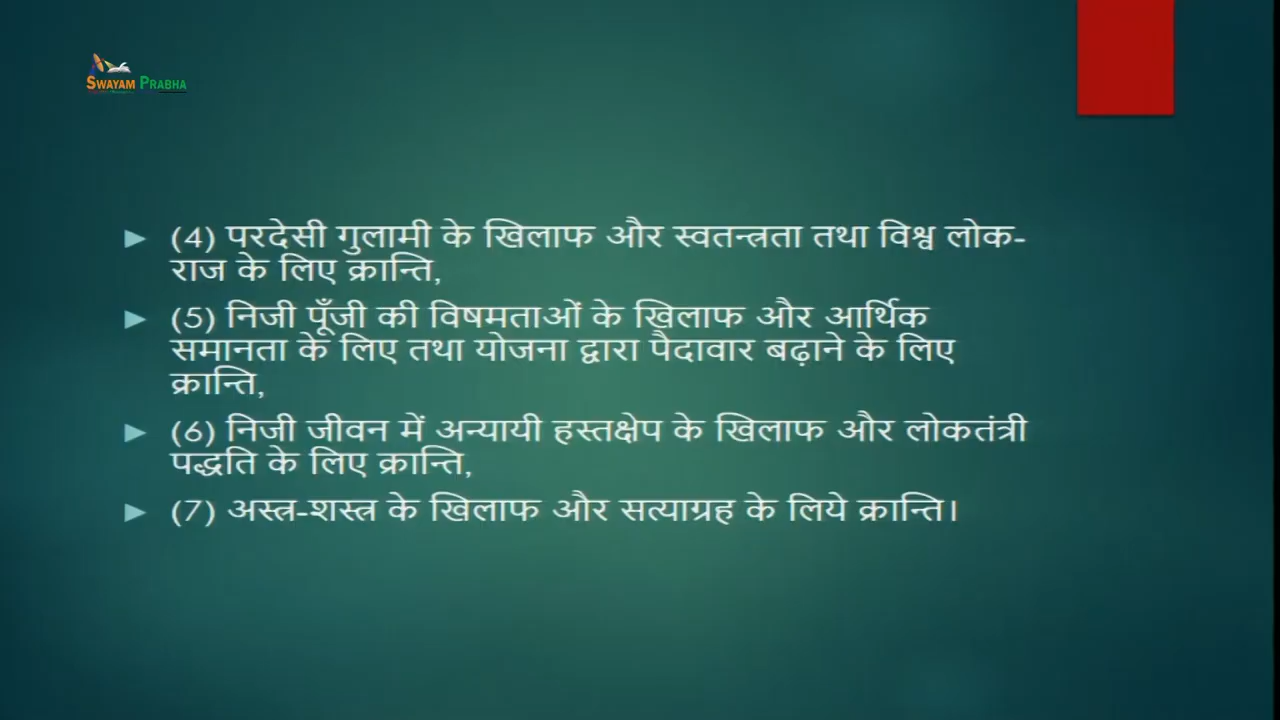 SWAYAM PRABHA
(4) परदेसी गुलामी के खिलाफ और स्वतन्त्रता तथा विश्व लोक-
राज के लिए क्रान्ति,
(5) निजी पूँजी की विषमताओं के खिलाफ और आर्थिक
समानता के लिए तथा योजना द्वारा पैदावार बढ़ाने के लिए
क्रान्ति,
(6) निजी जीवन में अन्यायी हस्तक्षेप के खिलाफ और लोकतंत्री
पद्धति के लिए क्रान्ति,
(7) अस्त्र-शस्त्र के खिलाफ और सत्याग्रह के लिये क्रान्ति।